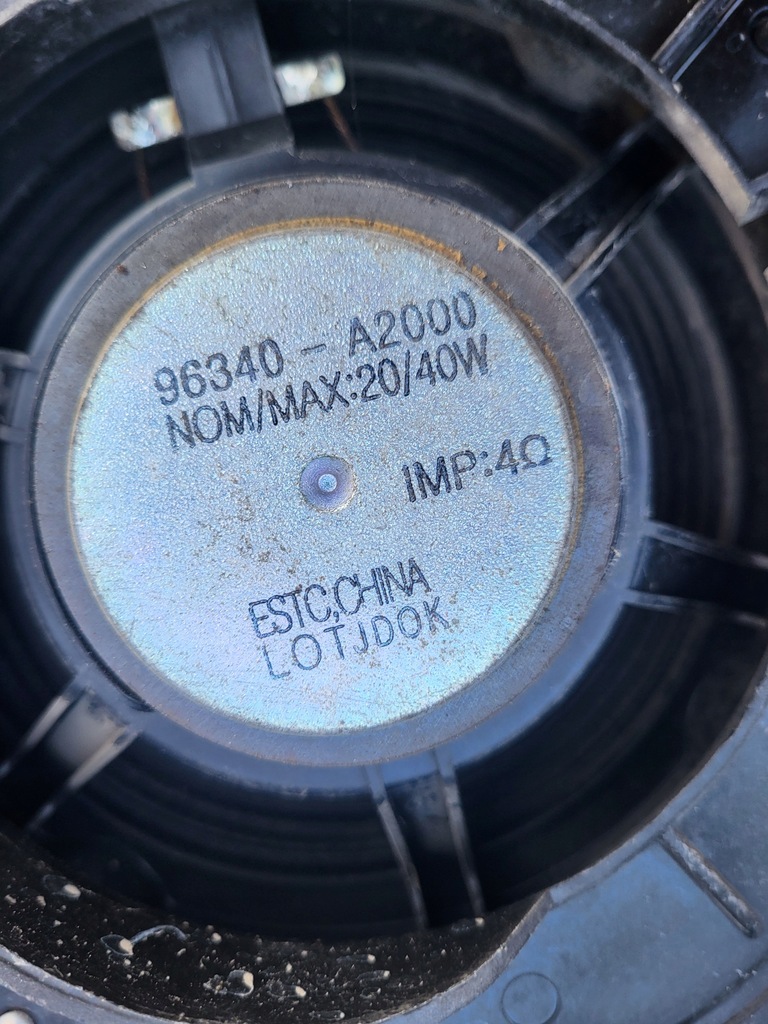 96340 - A2000
NOM/MAX:20/40W
IMP:4Ω
ESTC,CHINA
LOTJDOK